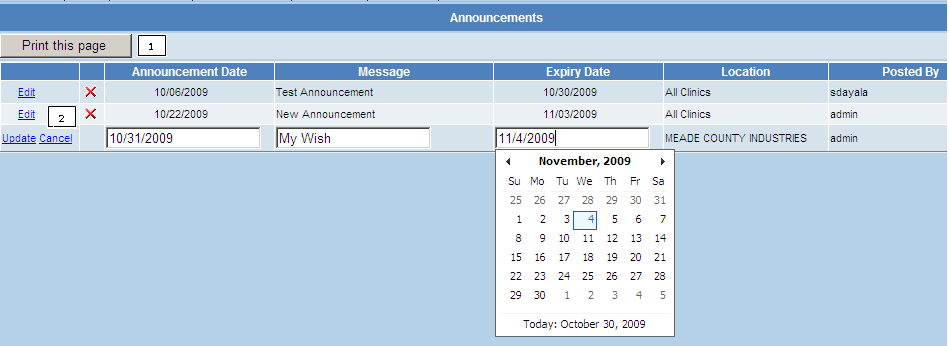 Announcements
Print this page 1
Announcement Date Message Expiry Date Location Posted By
Edit 10/06/2009 Test Announcement 10/30/2009 All Clinics sdayala
Edit 2 10/22/2009 New Announcement 11/03/2009 All Clinics admin
Update Cancel 10/31/2009 My Wish 11/4/2009 MEADE COUNTY INDUSTRIES admin
November, 2009
Su Mo Tu We Th Fr Sa
25 26 27 28 29 30 31
1 2 3 4 5 6 7
8 9 10 11 12 13 14
15 16 17 18 19 20 21
22 23 24 25 26 27 28
29 30 1 2 3 4 5
Today: October 30, 2009